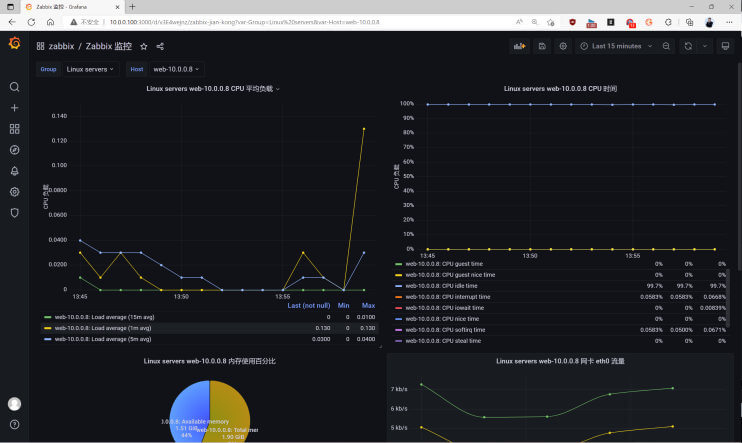 Zabbix 监控 - Grafana
不安全
10.0.0.100:3000/d/x3E4wejnz/zabbix-jian-kong?var-Group=Linux%20servers&var-Host=web-10.0.0.8
zabbix / Zabbix 监控
Last 15 minutes
Group Linux servers Host web-10.0.0.8
Linux servers web-10.0.0.8 CPU 平均负载
CPU 负载
0.140
0.120
0.100
0.0800
0.0600
0.0400
0.0200
0
13:45 13:50 13:55
Last (not null) Min Max
web-10.0.0.8: Load average (15m avg) 0 0 0.0100
web-10.0.0.8: Load average (1m avg) 0.130 0 0.130
web-10.0.0.8: Load average (5m avg) 0.0300 0 0.0400
Linux servers web-10.0.0.8 CPU 时间
CPU 负载
100%
90%
80%
70%
60%
50%
40%
30%
20%
10%
0%
13:45 13:50 13:55
web-10.0.0.8: CPU guest time 0% 0% 0%
web-10.0.0.8: CPU guest nice time 0% 0% 0%
web-10.0.0.8: CPU idle time 99.7% 99.7% 99.7%
web-10.0.0.8: CPU interrupt time 0.0583% 0.0583% 0.0668%
web-10.0.0.8: CPU iowait time 0% 0% 0.00839%
web-10.0.0.8: CPU nice time 0% 0% 0%
web-10.0.0.8: CPU softirq time 0.0583% 0.0500% 0.0671%
web-10.0.0.8: CPU steal time 0% 0% 0%
Linux servers web-10.0.0.8 内存使用百分比
0.0.8: Available memory
1.51 GiB
44%
web-10.0.0.8: Total mer
1.90 GiB
Linux servers web-10.0.0.8 网卡 eth0 流量
7 kb/s
6 kb/s
5 kb/s